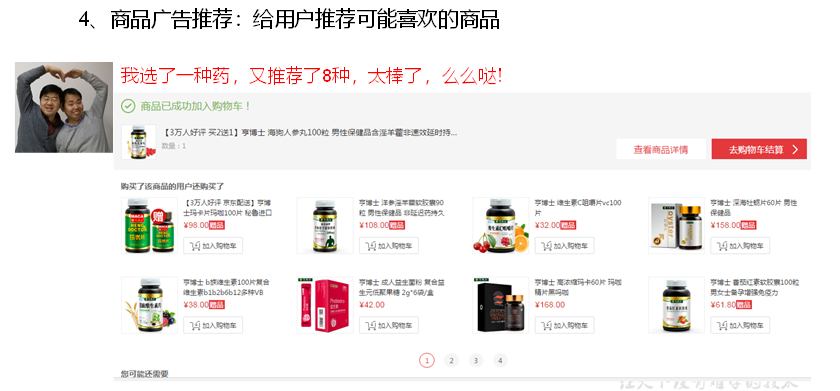 4、商品广告推荐：给用户推荐可能喜欢的商品
我选了一种药，又推荐了8种，太棒了，么么哒!
商品已成功加入购物车！
【3万人好评 买2送1】亨博士 海狗人参丸100粒 男性保健品含淫羊藿非速效延时持...
数量：1
查看商品详情
去购物车结算
购买了该商品的用户还购买了
【3万人好评 京东配送】亨博士玛卡片玛咖100片 秘鲁进口
¥98.00 赠品
加入购物车
亨博士 洋参淫羊藿软胶囊90粒 男性保健品 非延迟药持久
¥108.00 赠品
加入购物车
亨博士 维生素C咀嚼片vc100片
¥32.00 赠品
加入购物车
亨博士 深海牡蛎片60片 男性保健品
¥158.00 赠品
加入购物车
亨博士 b族维生素100片复合维生素b1b2b6b12多种VB
¥38.00 赠品
加入购物车
亨博士 成人益生菌粉 复合益生元低聚果糖 2g*6袋/盒
¥42.00
加入购物车
亨博士 高浓缩玛卡60片 玛咖精片黑玛咖
¥168.00
加入购物车
亨博士 番茄红素软胶囊100粒 男女士备孕增强免疫力
¥61.80 赠品
加入购物车
1 2 3 4
您可能还需要